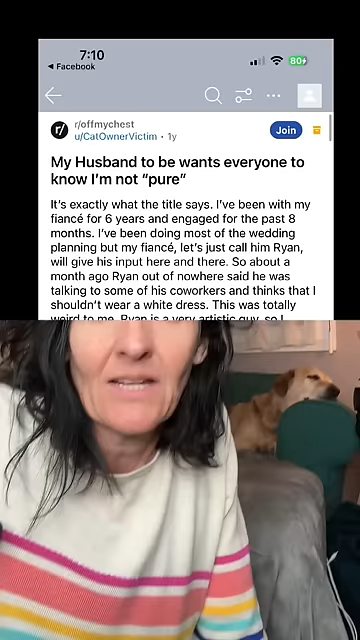 7:10
◄ Facebook
80
r/offmychest
u/CatOwnerVictim • 1y
Join
My Husband to be wants everyone to
know I'm not “pure”
It's exactly what the title says. I've been with my
fiancé for 6 years and engaged for the past 8
months. I've been doing most of the wedding
planning but my fiancé, let's just call him Ryan,
will give his input here and there. So about a
month ago Ryan out of nowhere said he was
talking to some of his coworkers and thinks that I
shouldn't wear a white dress. This was totally
weird to me. Ryan is a very artistic guy, so I